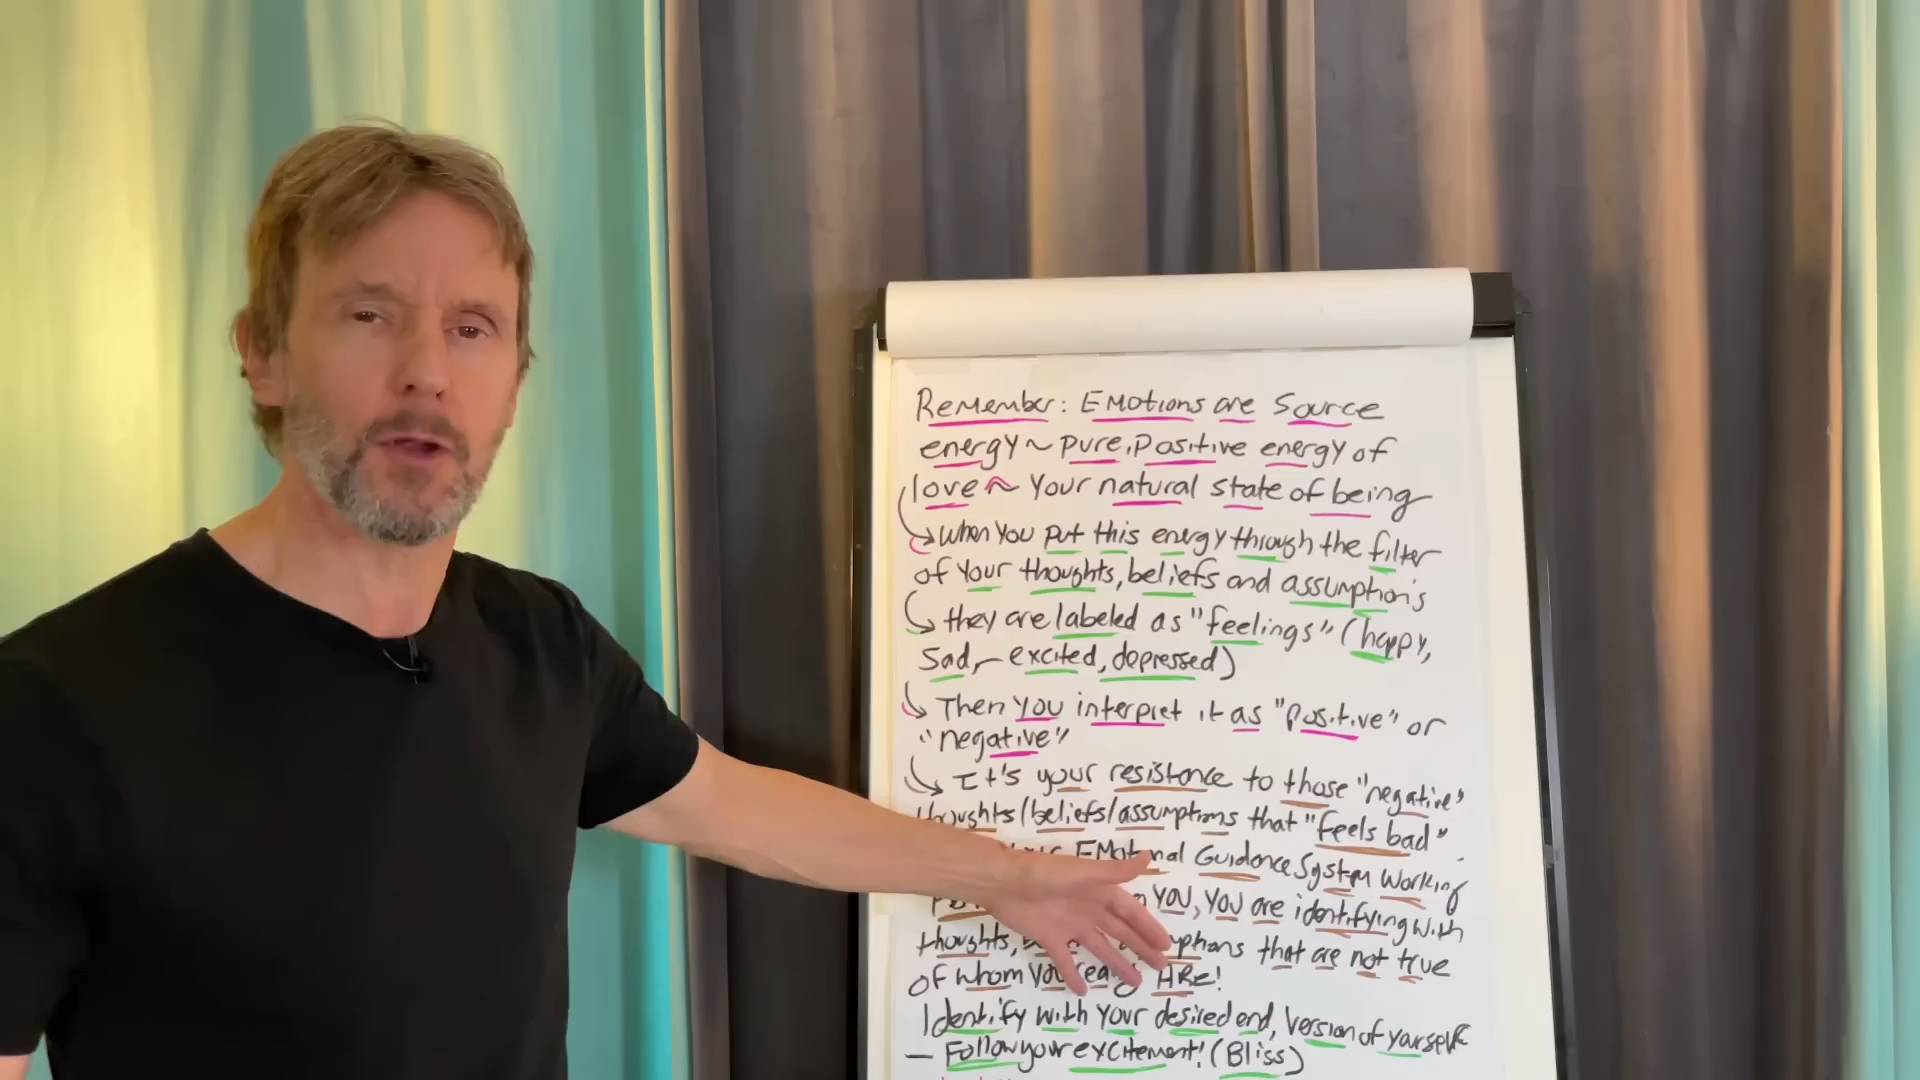 Remember: Emotions are Source
energy ~ pure, positive energy of
love ~ your natural state of being
→ When you put this energy through the filter
of your thoughts, beliefs and assumptions
→ they are labeled as "feelings" (happy,
sad, - excited, depressed)
→ Then you interpret it as "positive" or
"negative"
→ It's your resistance to those "negative"
thoughts/beliefs/assumptions that "feels bad"
Emotional Guidance System working
YOU, YOU are identifying with
thoughts, that are not true
of whom you really ARE!
Identify with your desired end, version of yourself
— Follow your excitement! (Bliss)